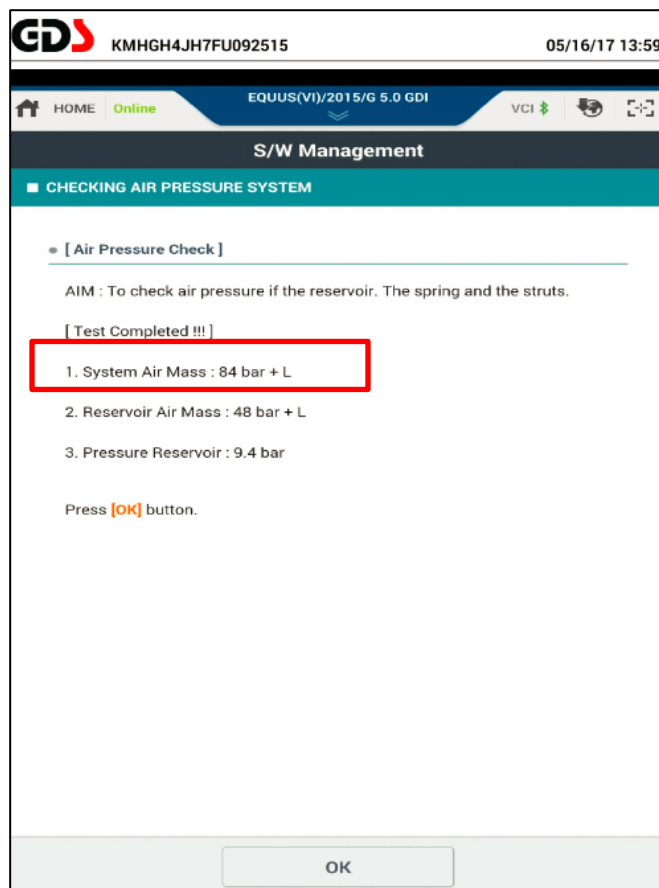 GDS KMHGH4JH7FU092515 05/16/17 13:59
HOME Online EQUUS(VI)/2015/G 5.0 GDI VCI
S/W Management
CHECKING AIR PRESSURE SYSTEM
[ Air Pressure Check ]
AIM : To check air pressure if the reservoir. The spring and the struts.
[ Test Completed !!! ]
1. System Air Mass : 84 bar + L
2. Reservoir Air Mass : 48 bar + L
3. Pressure Reservoir : 9.4 bar
Press [OK] button.
OK